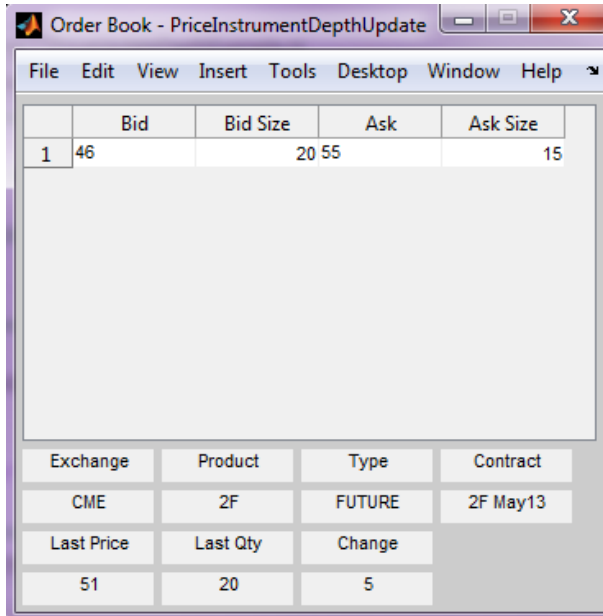 Order Book - PriceInstrumentDepthUpdate
File Edit View Insert Tools Desktop Window Help
Bid Bid Size Ask Ask Size
1 46 20 55 15
Exchange Product Type Contract
CME 2F FUTURE 2F May13
Last Price Last Qty Change
51 20 5